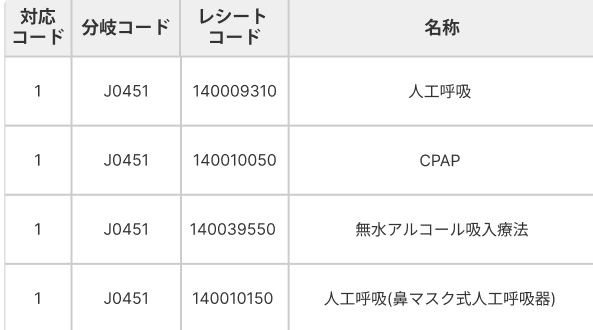 対応コード 分岐コード レシートコード 名称
1 J0451 140009310 人工呼吸
1 J0451 140010050 CPAP
1 J0451 140039550 無水アルコール吸入療法
1 J0451 140010150 人工呼吸(鼻マスク式人工呼吸器)